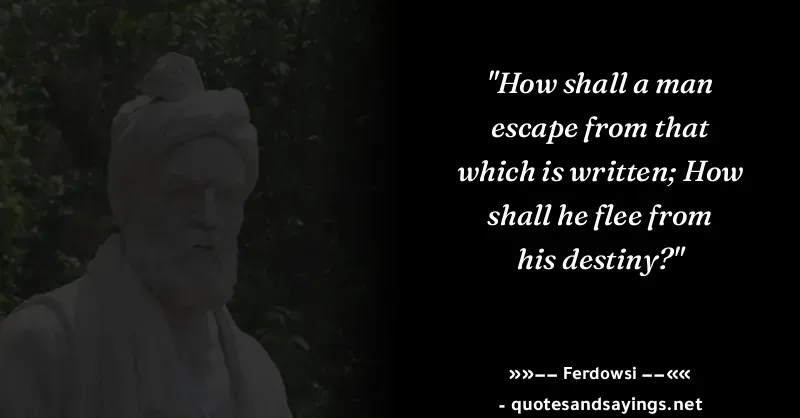 "How shall a man
escape from that
which is written; How
shall he flee from
his destiny?"
»»−− Ferdowsi −−««
- quotesandsayings.net